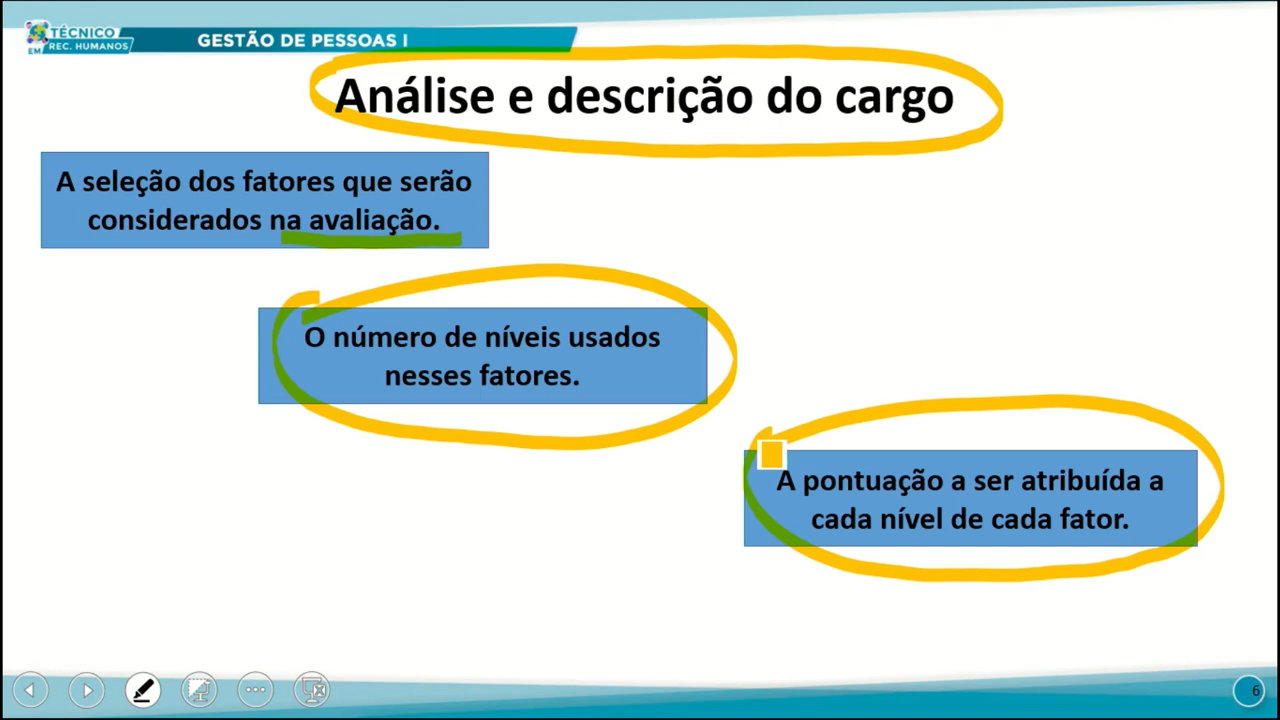 TÉCNICO
EM REC. HUMANOS
GESTÃO DE PESSOAS I
Análise e descrição do cargo
A seleção dos fatores que serão
considerados na avaliação.
O número de níveis usados
nesses fatores.
A pontuação a ser atribuída a
cada nível de cada fator.
6